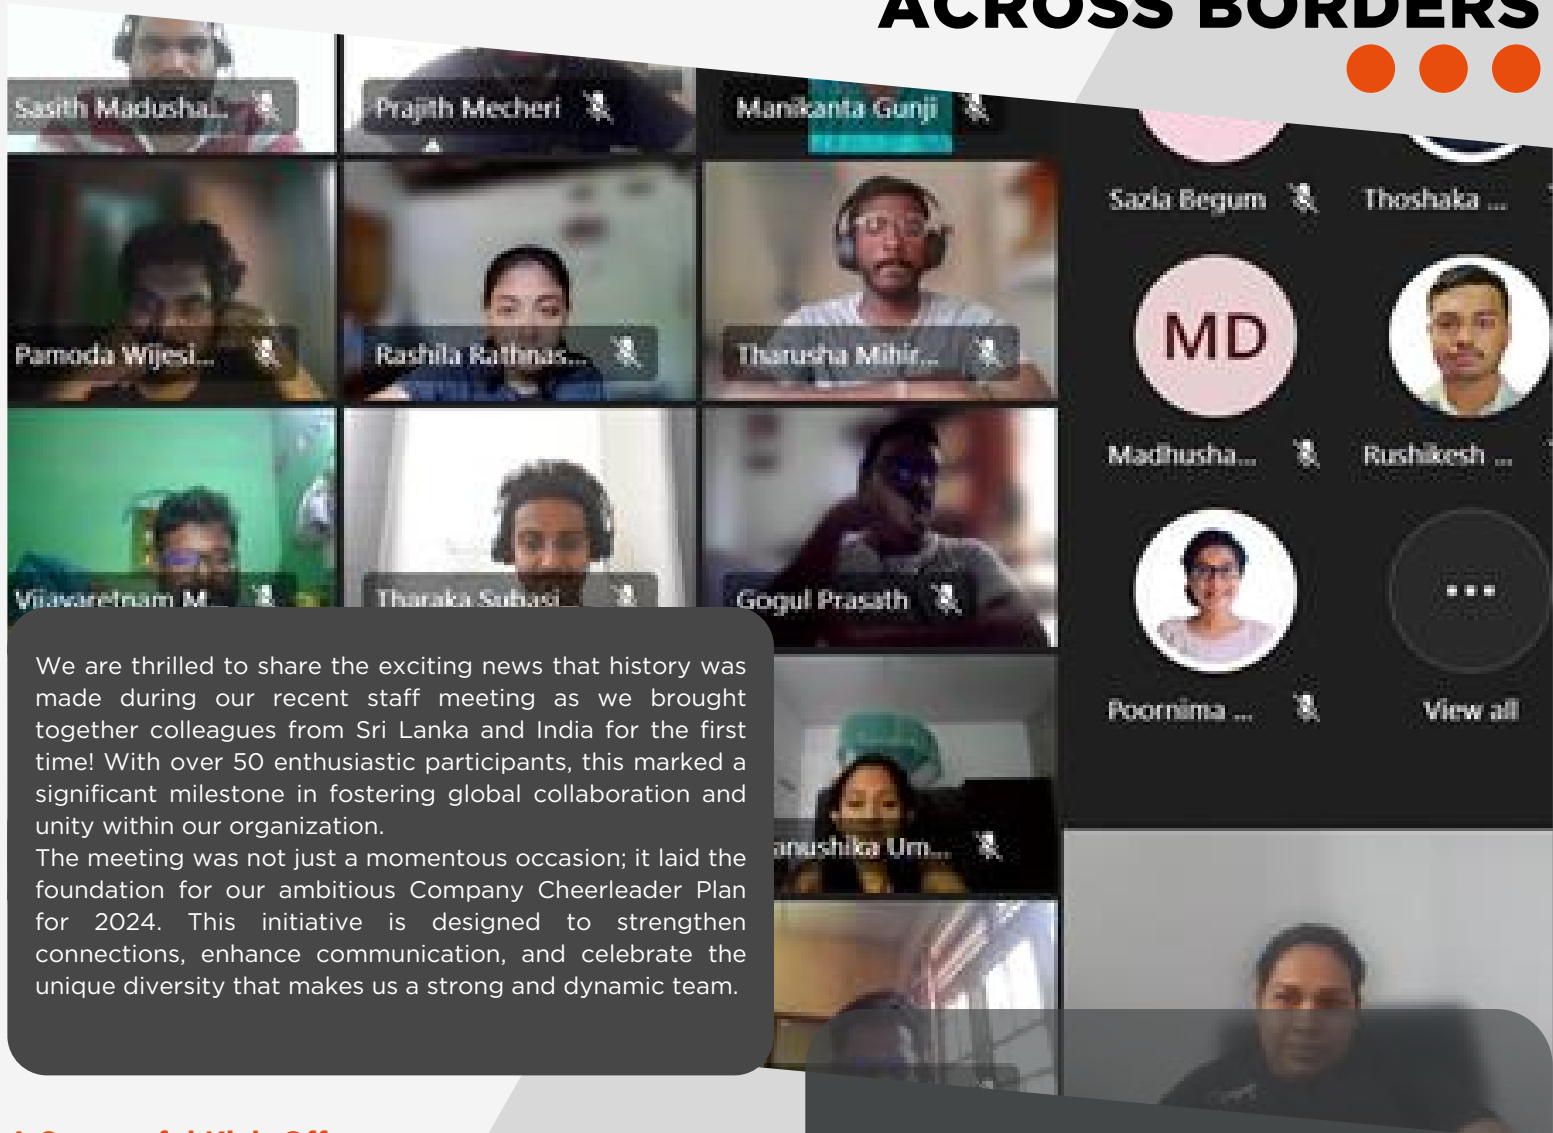 ACROSS BORDERS
Sasith Madusha...
Prajith Mecheri
Manikanta Gunji
Sazia Begum
Thoshaka ...
Pamoda Wijesi...
Rashila Rathnas...
Tharusha Mihir...
MD
Madhusha...
Rushikesh ...
Vijayaretnam M...
Tharaka Subasi...
Gogul Prasath
Poornima ...
View all
We are thrilled to share the exciting news that history was
made during our recent staff meeting as we brought
together colleagues from Sri Lanka and India for the first
time! With over 50 enthusiastic participants, this marked a
significant milestone in fostering global collaboration and
unity within our organization.
The meeting was not just a momentous occasion; it laid the
foundation for our ambitious Company Cheerleader Plan
for 2024. This initiative is designed to strengthen
connections, enhance communication, and celebrate the
unique diversity that makes us a strong and dynamic team.
anushika Um...